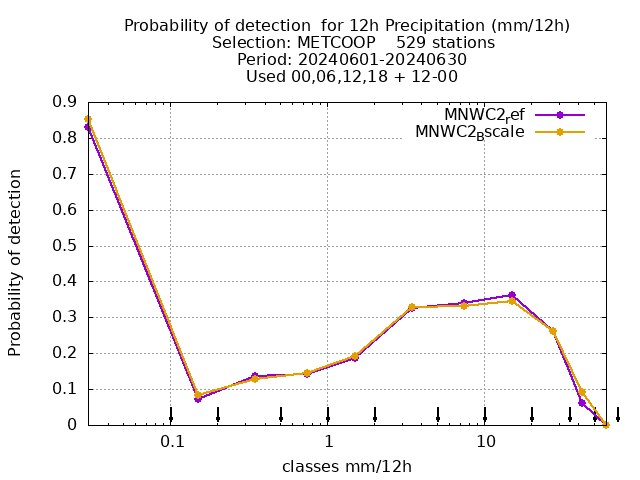 Probability of detection  for 12h Precipitation (mm/12h)
Selection: METCOOP    529 stations
Period: 20240601-20240630
Used 00,06,12,18 + 12-00
MNWC2ref
MNWC2Bscale
0.9
0.8
0.7
0.6
0.5
0.4
0.3
0.2
0.1
0
Probability of detection
0.1 1 10
classes mm/12h